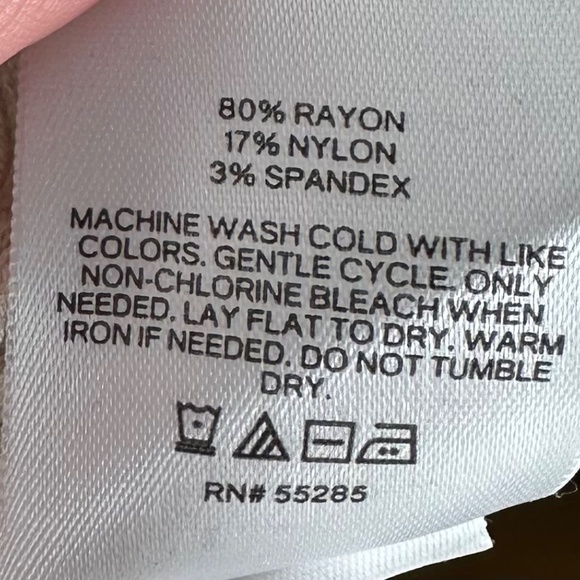 80% RAYON
17% NYLON
3% SPANDEX
MACHINE WASH COLD WITH LIKE
COLORS. GENTLE CYCLE. ONLY
NON-CHLORINE BLEACH WHEN
NEEDED. LAY FLAT TO DRY. WARM
IRON IF NEEDED. DO NOT TUMBLE
DRY.
RN# 55285